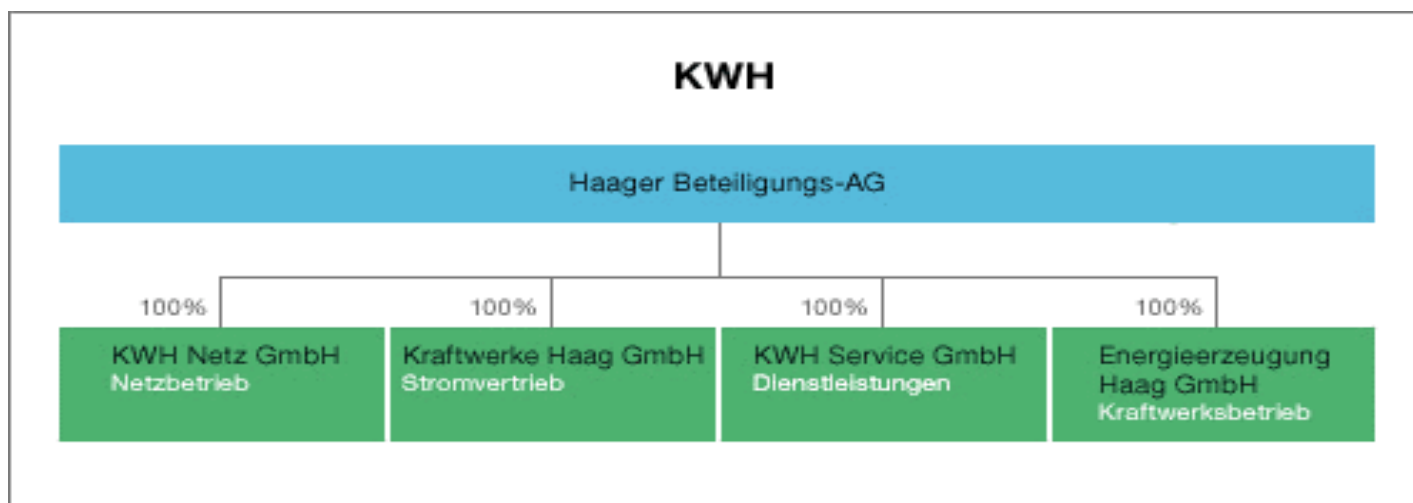 KWH
Haager Beteiligungs-AG
100%
100%
100%
100%
KWH Netz GmbH
Netzbetrieb
Kraftwerke Haag GmbH
Stromvertrieb
KWH Service GmbH
Dienstleistungen
Energieerzeugung
Haag GmbH
Kraftwerksbetrieb